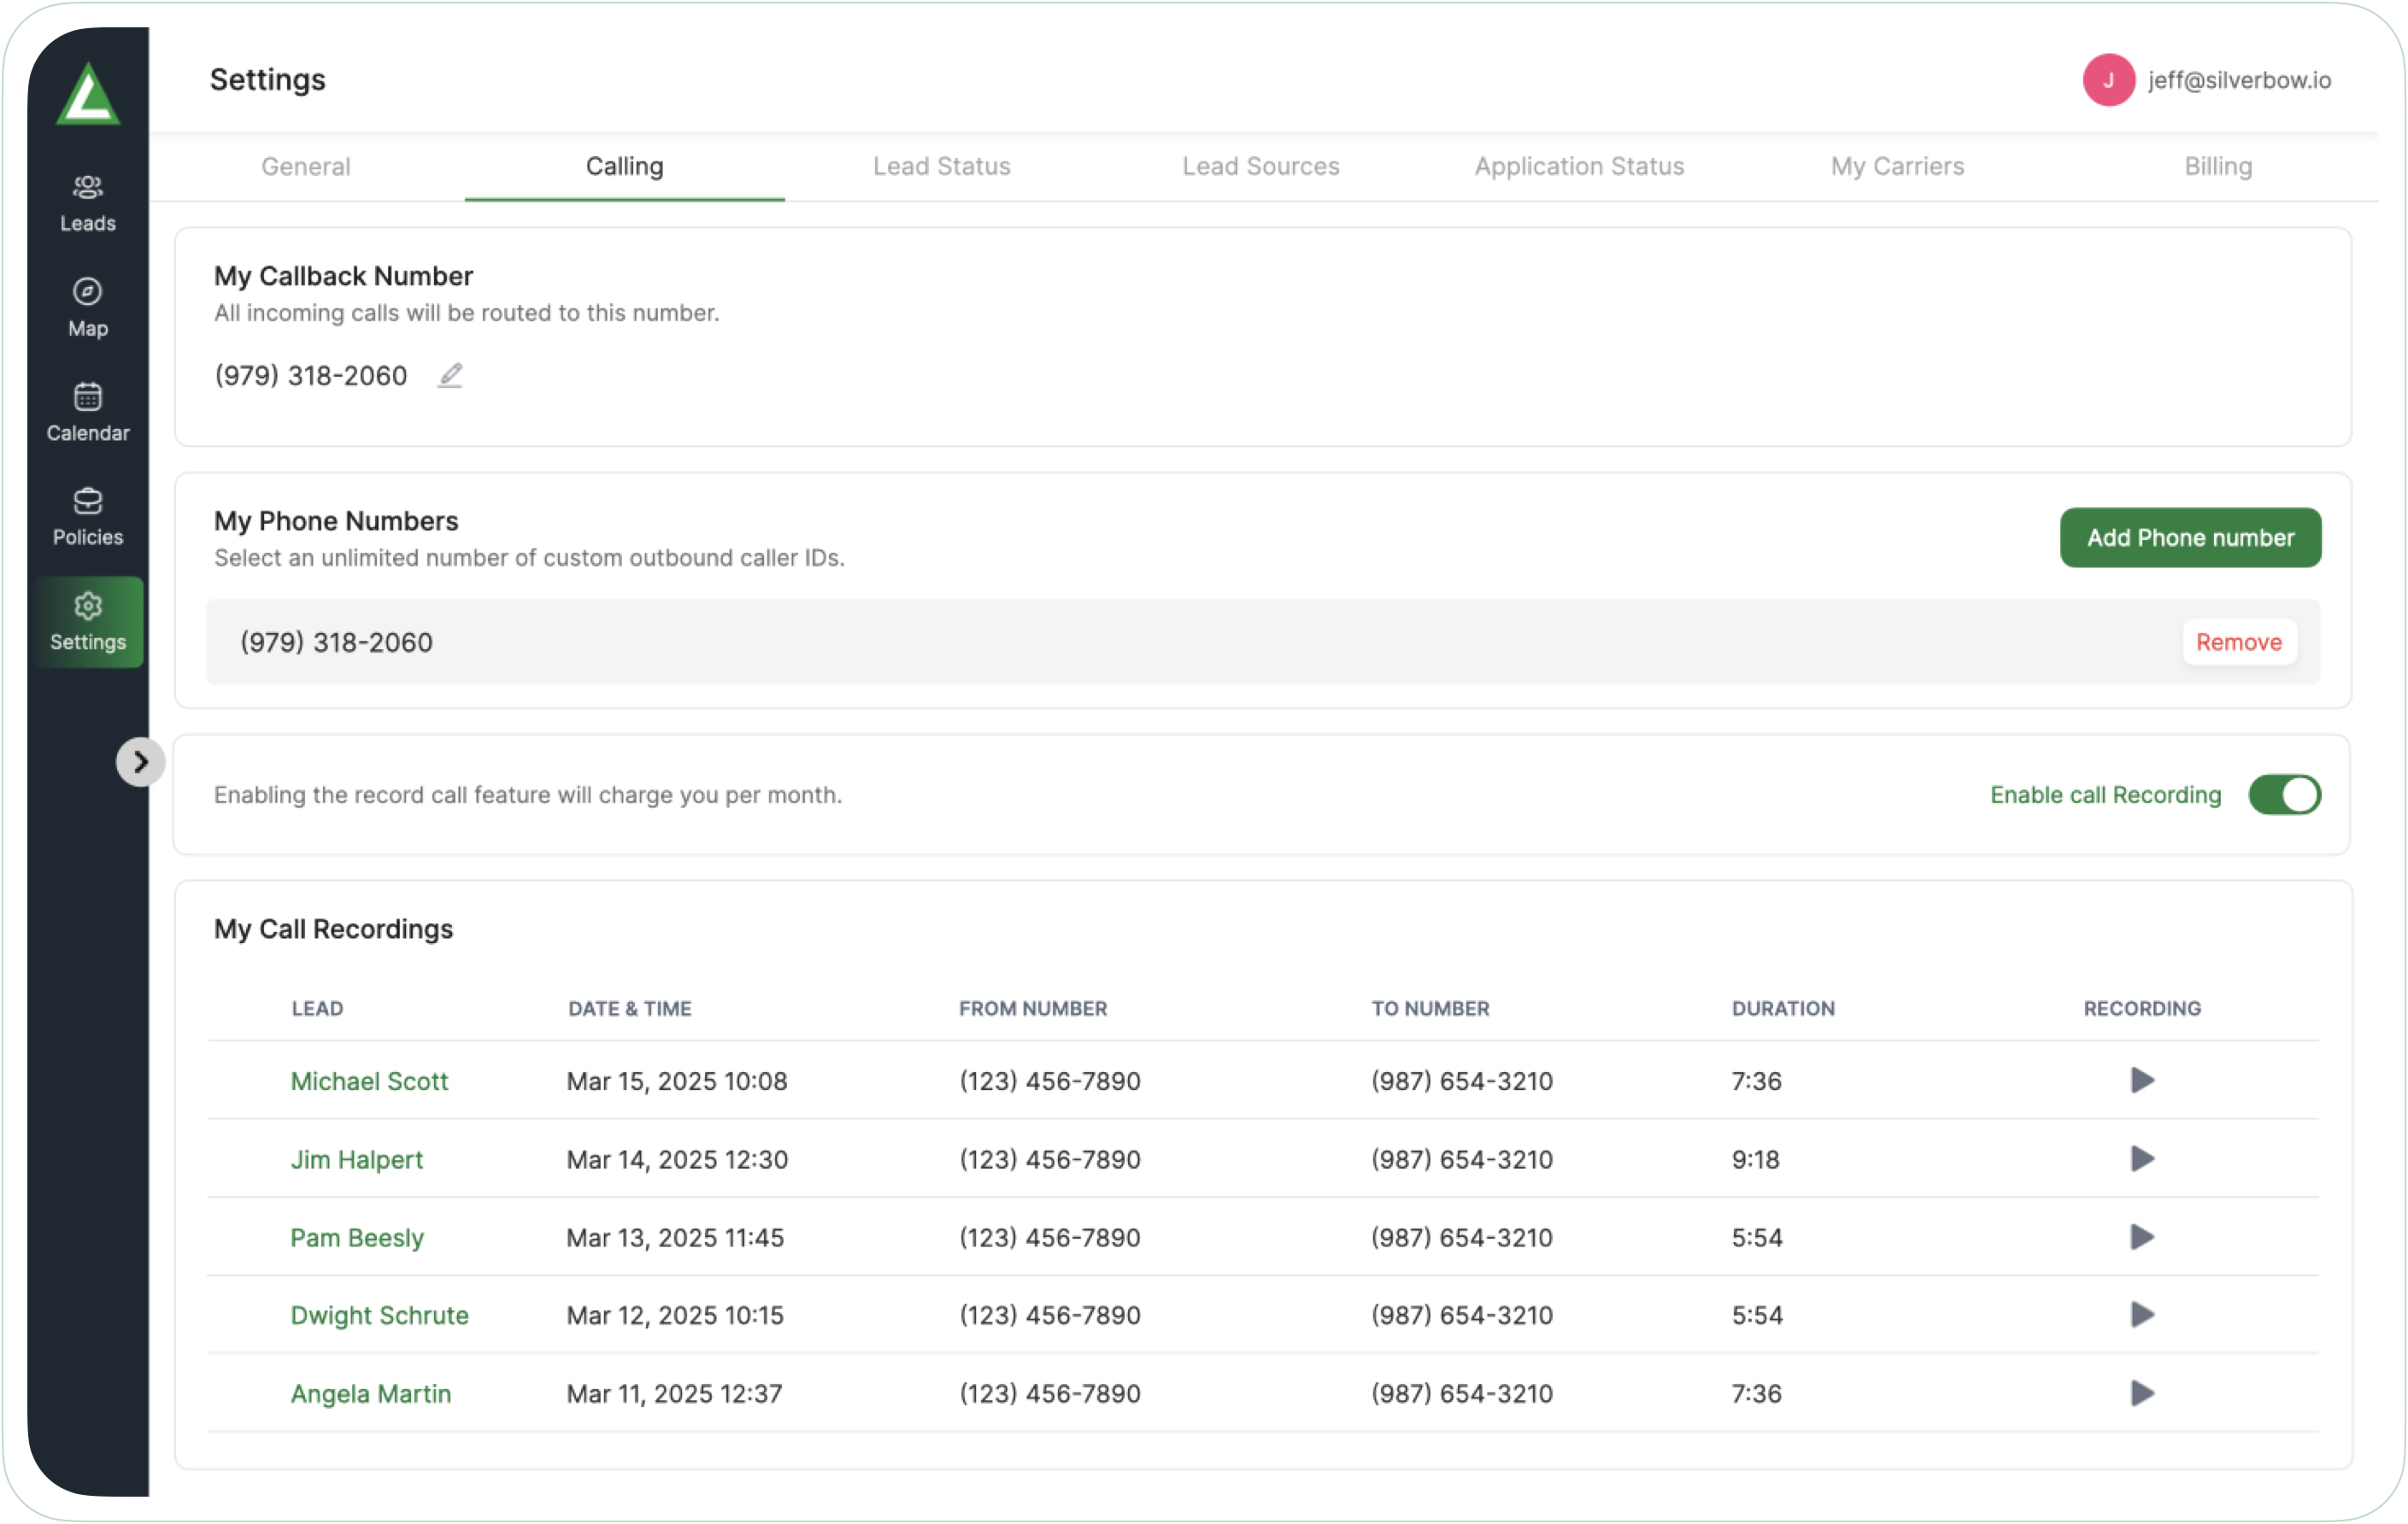 Settings
J jeff@silverbow.io
Leads
Map
Calendar
Policies
Settings
General Calling Lead Status Lead Sources Application Status My Carriers Billing
My Callback Number
All incoming calls will be routed to this number.
(979) 318-2060
My Phone Numbers
Select an unlimited number of custom outbound caller IDs.
Add Phone number
(979) 318-2060 Remove
Enabling the record call feature will charge you per month. Enable call Recording
My Call Recordings
LEAD DATE & TIME FROM NUMBER TO NUMBER DURATION RECORDING
Michael Scott Mar 15, 2025 10:08 (123) 456-7890 (987) 654-3210 7:36
Jim Halpert Mar 14, 2025 12:30 (123) 456-7890 (987) 654-3210 9:18
Pam Beesly Mar 13, 2025 11:45 (123) 456-7890 (987) 654-3210 5:54
Dwight Schrute Mar 12, 2025 10:15 (123) 456-7890 (987) 654-3210 5:54
Angela Martin Mar 11, 2025 12:37 (123) 456-7890 (987) 654-3210 7:36